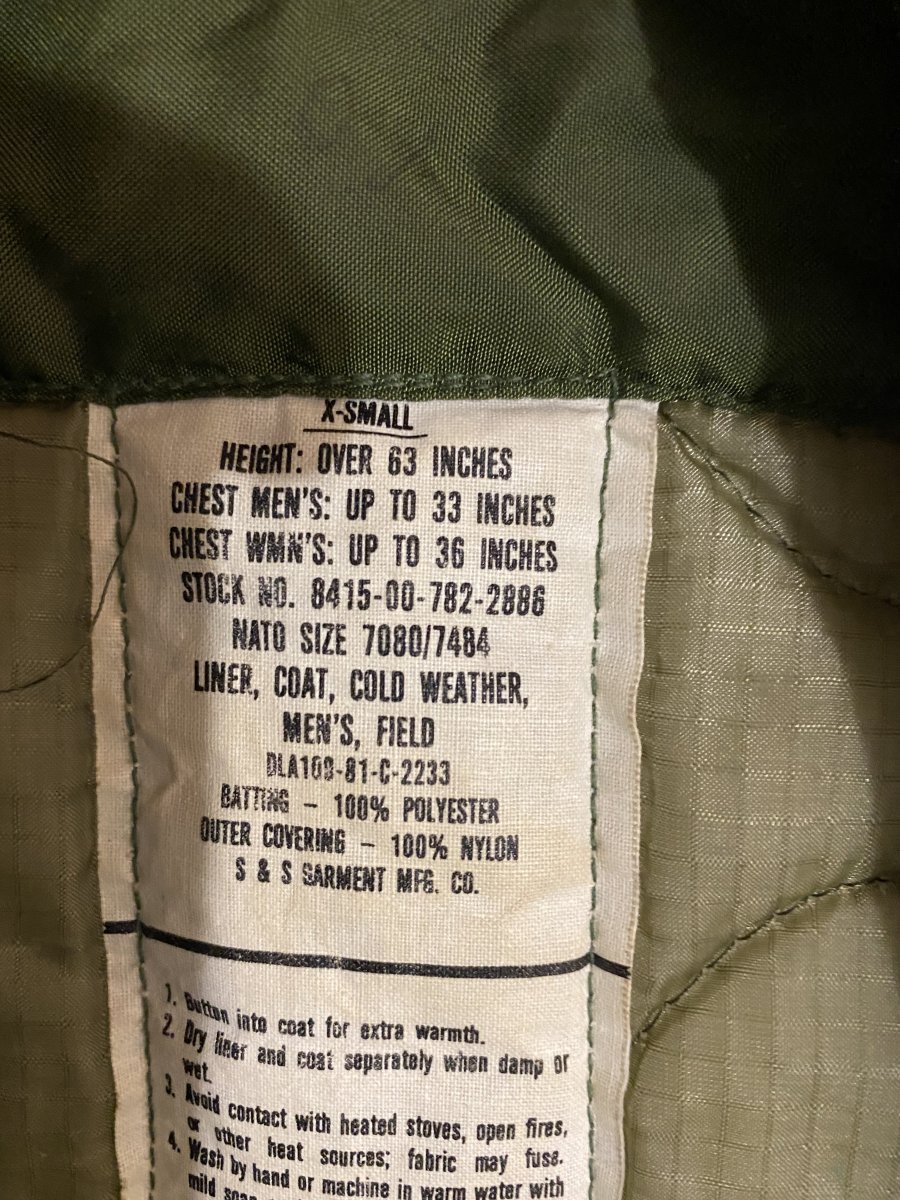 X-SMALL
HEIGHT: OVER 63 INCHES
CHEST MEN'S: UP TO 33 INCHES
CHEST WMN'S: UP TO 36 INCHES
STOCK NO. 8415-00-782-2886
NATO SIZE 7080/7484
LINER, COAT, COLD WEATHER,
MEN'S, FIELD
DLA100-81-C-2233
BATTING - 100% POLYESTER
OUTER COVERING - 100% NYLON
S & S GARMENT MFG. CO.
1. Button into coat for extra warmth.
2. Dry liner and coat separately when damp or
wet.
3. Avoid contact with heated stoves, open fires,
or other heat sources; fabric may fuse.
4. Wash by hand or machine in warm water with
mild soap